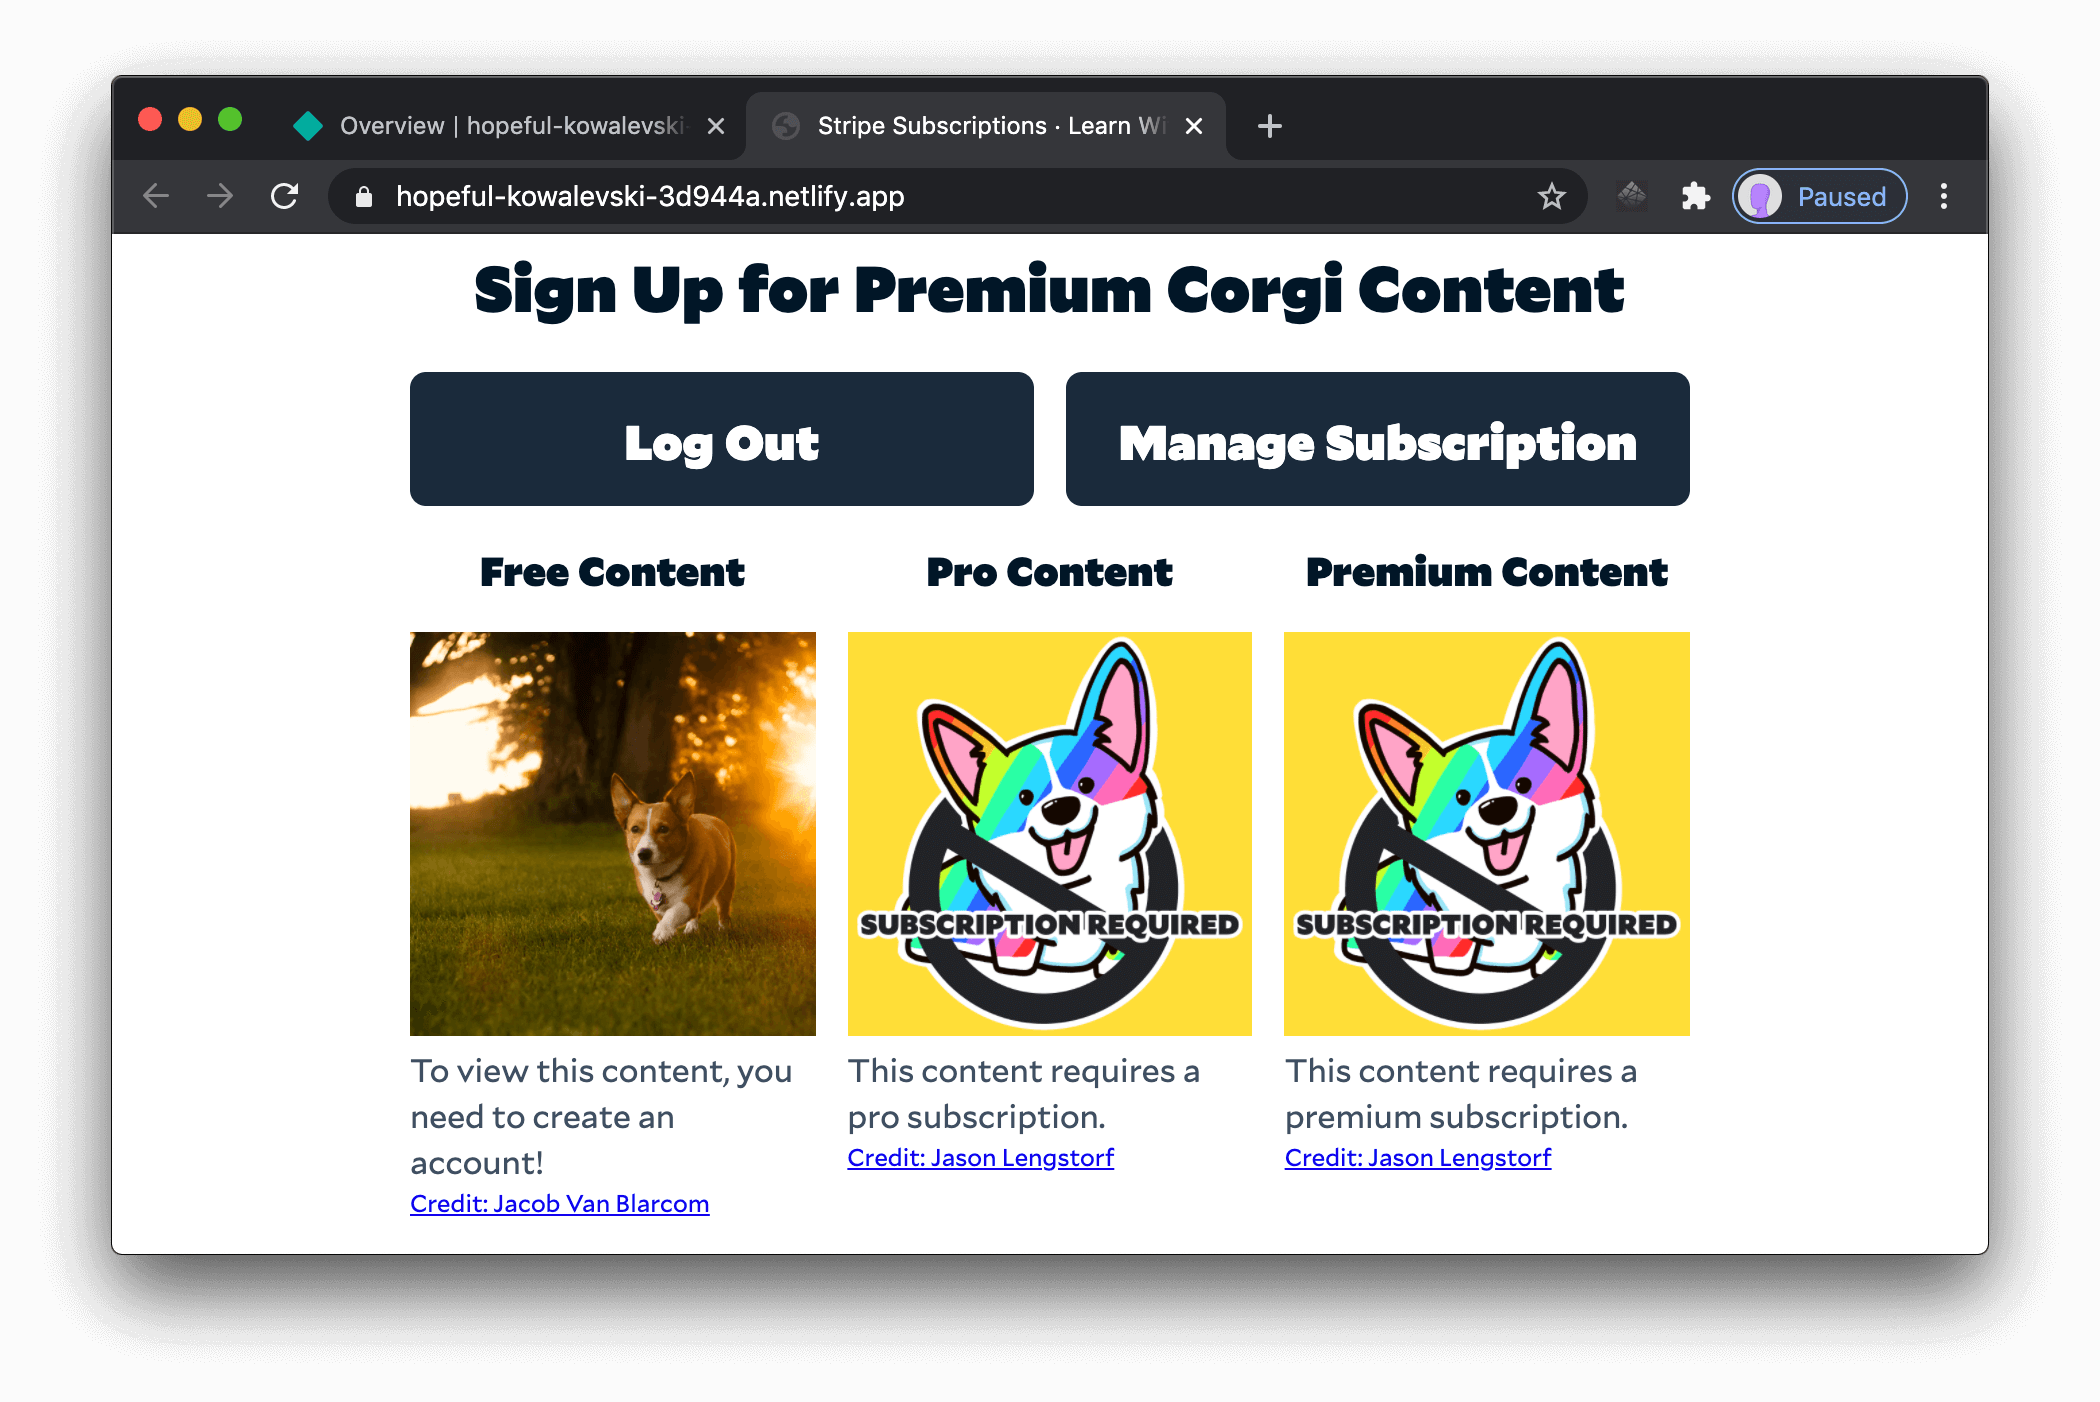 Overview | hopeful-kowalevski-
Stripe Subscriptions · Learn Wi
hopeful-kowalevski-3d944a.netlify.app
Paused
Sign Up for Premium Corgi Content
Log Out
Manage Subscription
Free Content
Pro Content
Premium Content
SUBSCRIPTION REQUIRED
SUBSCRIPTION REQUIRED
To view this content, you
need to create an
account!
Credit: Jacob Van Blarcom
This content requires a
pro subscription.
Credit: Jason Lengstorf
This content requires a
premium subscription.
Credit: Jason Lengstorf